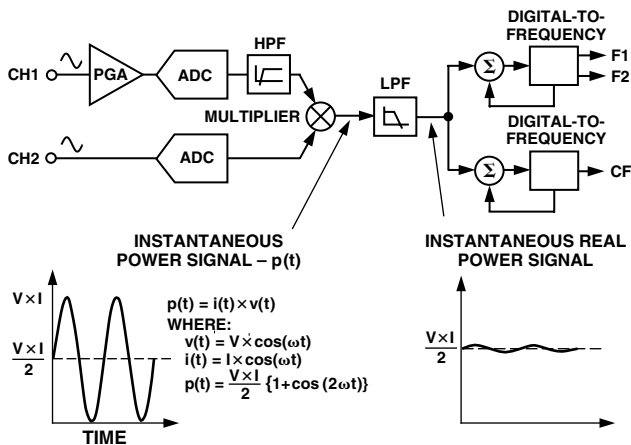 DIGITAL-TO-
FREQUENCY
HPF
F1
CH1
PGA
ADC
Σ
F2
LPF
MULTIPLIER
DIGITAL-TO-
FREQUENCY
CH2
ADC
Σ
CF
INSTANTANEOUS
POWER SIGNAL – p(t)
INSTANTANEOUS REAL
POWER SIGNAL
V × I
p(t) = i(t) × v(t)
WHERE:
v(t) = V × cos(ωt)
i(t) = I × cos(ωt)
p(t) = V × I / 2 {1+cos (2ωt)}
V × I
2
V × I
2
TIME